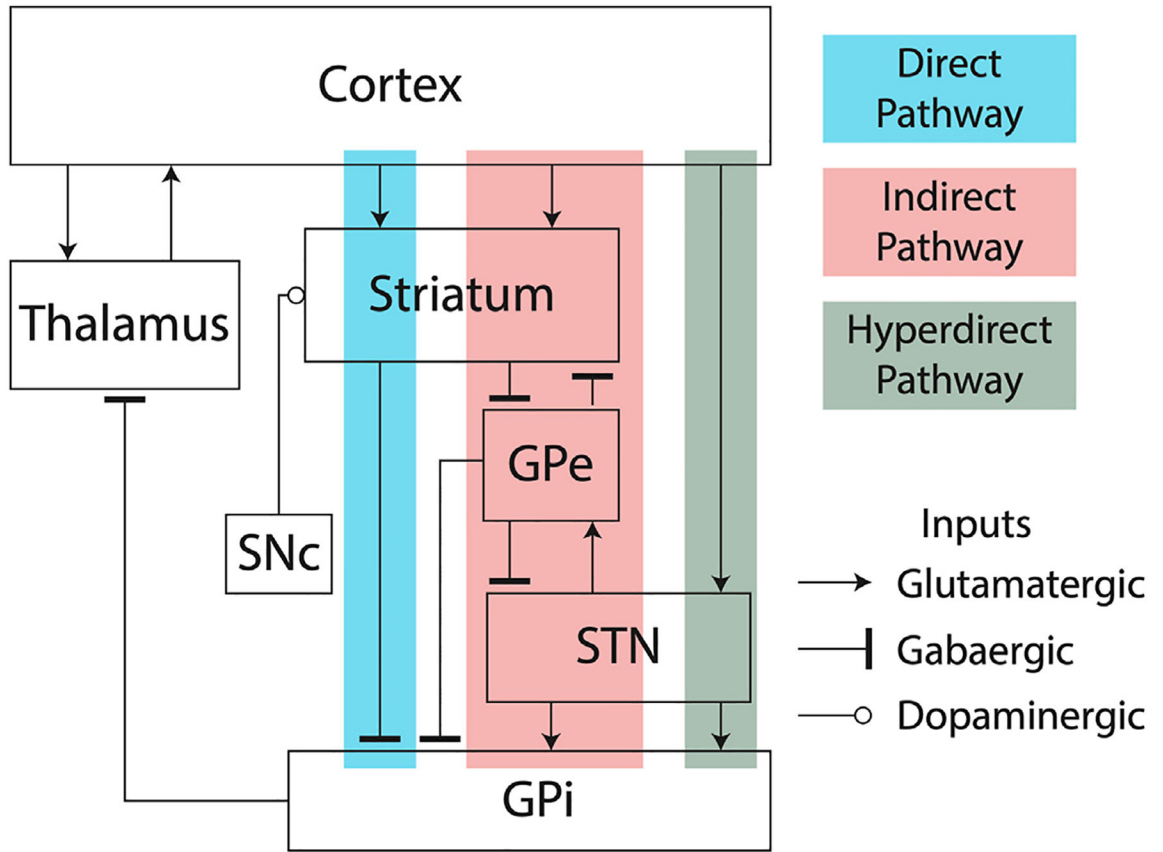 Cortex
Direct
Pathway
Indirect
Pathway
Hyperdirect
Pathway
Striatum
Thalamus
GPe
SNc
STN
GPi
Inputs
Glutamatergic
Gabaergic
Dopaminergic